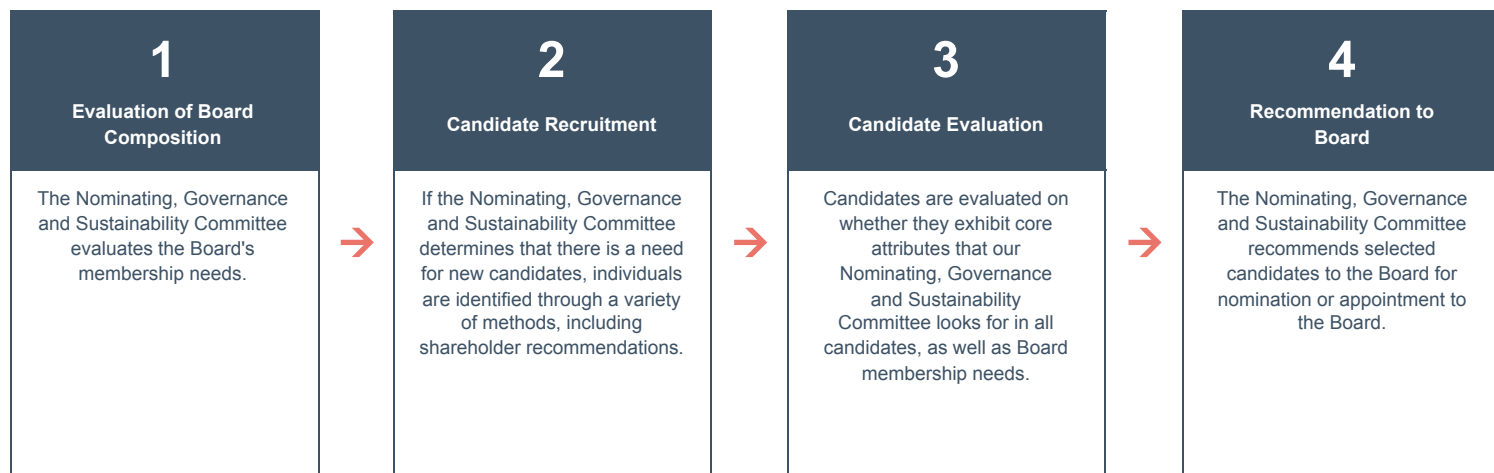 1
Evaluation of Board
Composition
The Nominating, Governance
and Sustainability Committee
evaluates the Board's
membership needs.
2
Candidate Recruitment
If the Nominating, Governance
and Sustainability Committee
determines that there is a need
for new candidates, individuals
are identified through a variety
of methods, including
shareholder recommendations.
3
Candidate Evaluation
Candidates are evaluated on
whether they exhibit core
attributes that our
Nominating, Governance
and Sustainability
Committee looks for in all
candidates, as well as Board
membership needs.
4
Recommendation to
Board
The Nominating, Governance
and Sustainability Committee
recommends selected
candidates to the Board for
nomination or appointment to
the Board.